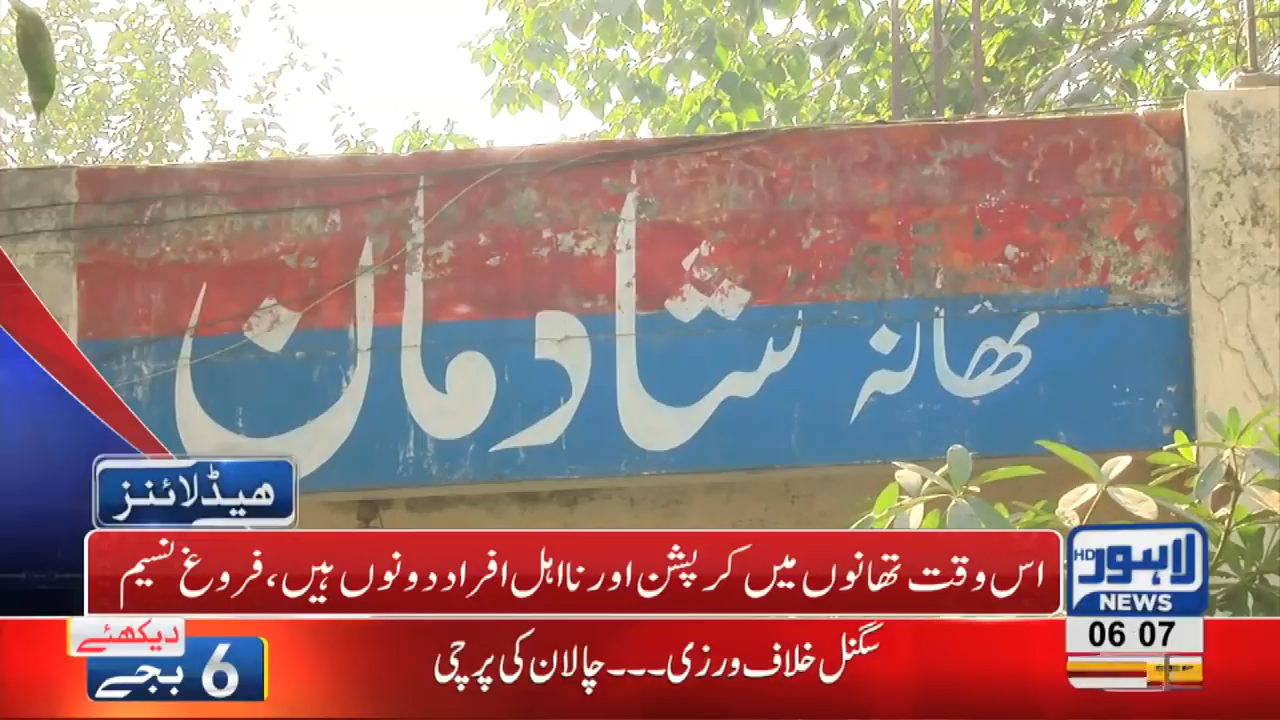 تھانہ شادمان
ھیڈلائنز
اس وقت تھانوں میں کرپشن اور نااہل افراد دونوں ہیں، فروغ نسیم
HD لاہور
NEWS
06 07
دیکھئے
6 بجے
سگنل خلاف ورزی۔۔۔چالان کی پرچی